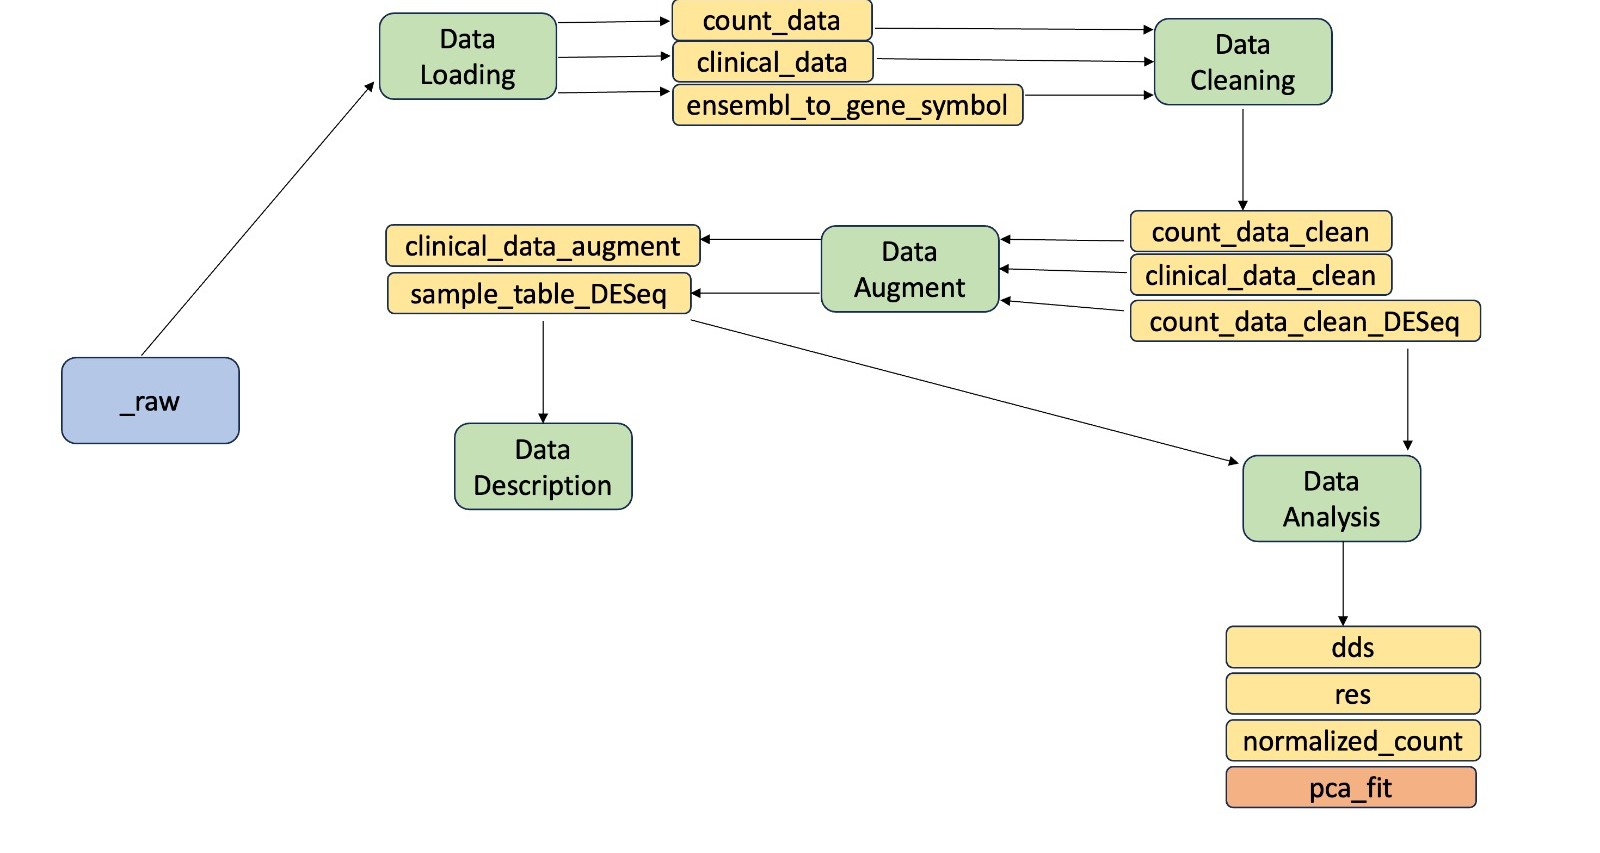 Data
Loading
count_data
clinical_data
ensembl_to_gene_symbol
Data
Cleaning
clinical_data_augment
sample_table_DESeq
Data
Augment
count_data_clean
clinical_data_clean
count_data_clean_DESeq
_raw
Data
Description
Data
Analysis
dds
res
normalized_count
pca_fit